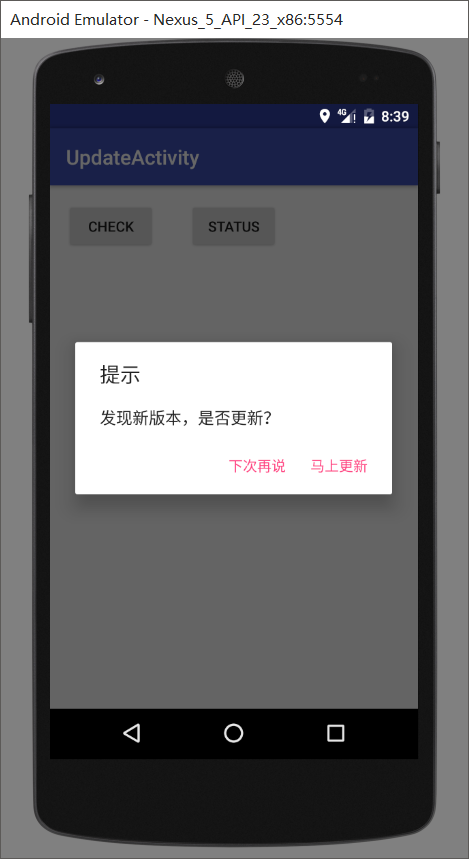 Android Emulator - Nexus_5_API_23_x86:5554
4G 8:39
UpdateActivity
CHECK STATUS
提示
发现新版本，是否更新？
下次再说 马上更新